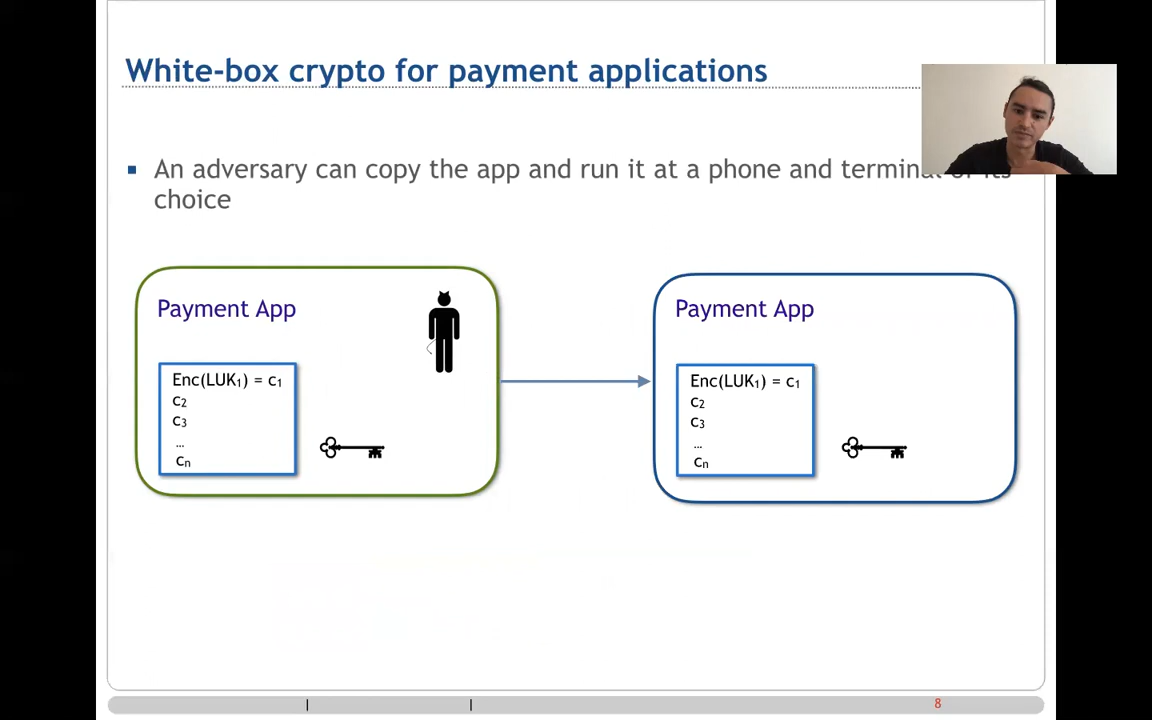 White-box crypto for payment applications
An adversary can copy the app and run it at a phone and terminal
choice
Payment App
Enc(LUK₁) = c₁
c₂
c₃
...
cₙ
Payment App
Enc(LUK₁) = c₁
c₂
c₃
...
cₙ
8